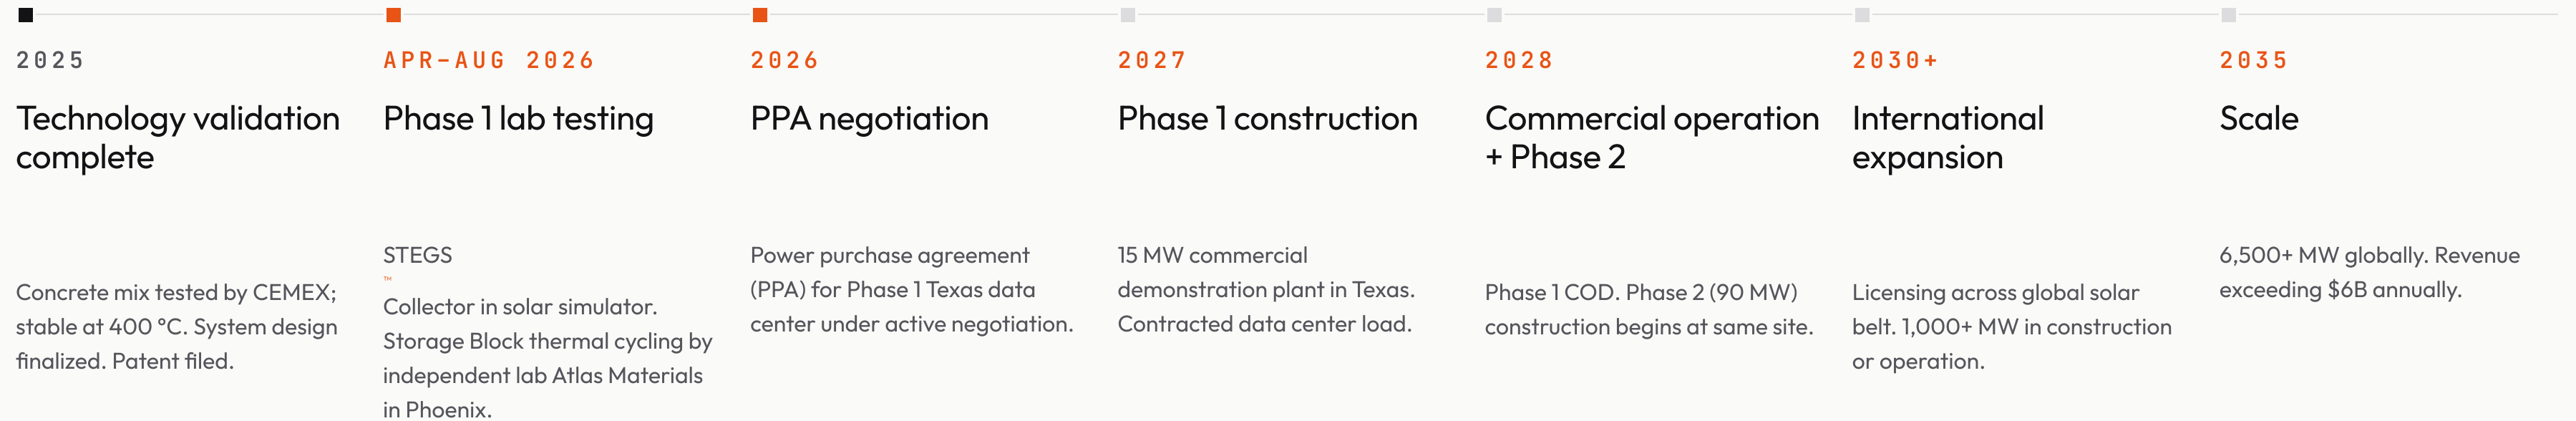 2025
Technology validation
complete
Concrete mix tested by CEMEX;
stable at 400 °C. System design
finalized. Patent filed.
APR–AUG 2026
Phase 1 lab testing
STEGS
™
Collector in solar simulator.
Storage Block thermal cycling by
independent lab Atlas Materials
in Phoenix.
2026
PPA negotiation
Power purchase agreement
(PPA) for Phase 1 Texas data
center under active negotiation.
2027
Phase 1 construction
15 MW commercial
demonstration plant in Texas.
Contracted data center load.
2028
Commercial operation
+ Phase 2
Phase 1 COD. Phase 2 (90 MW)
construction begins at same site.
2030+
International
expansion
Licensing across global solar
belt. 1,000+ MW in construction
or operation.
2035
Scale
6,500+ MW globally. Revenue
exceeding $6B annually.